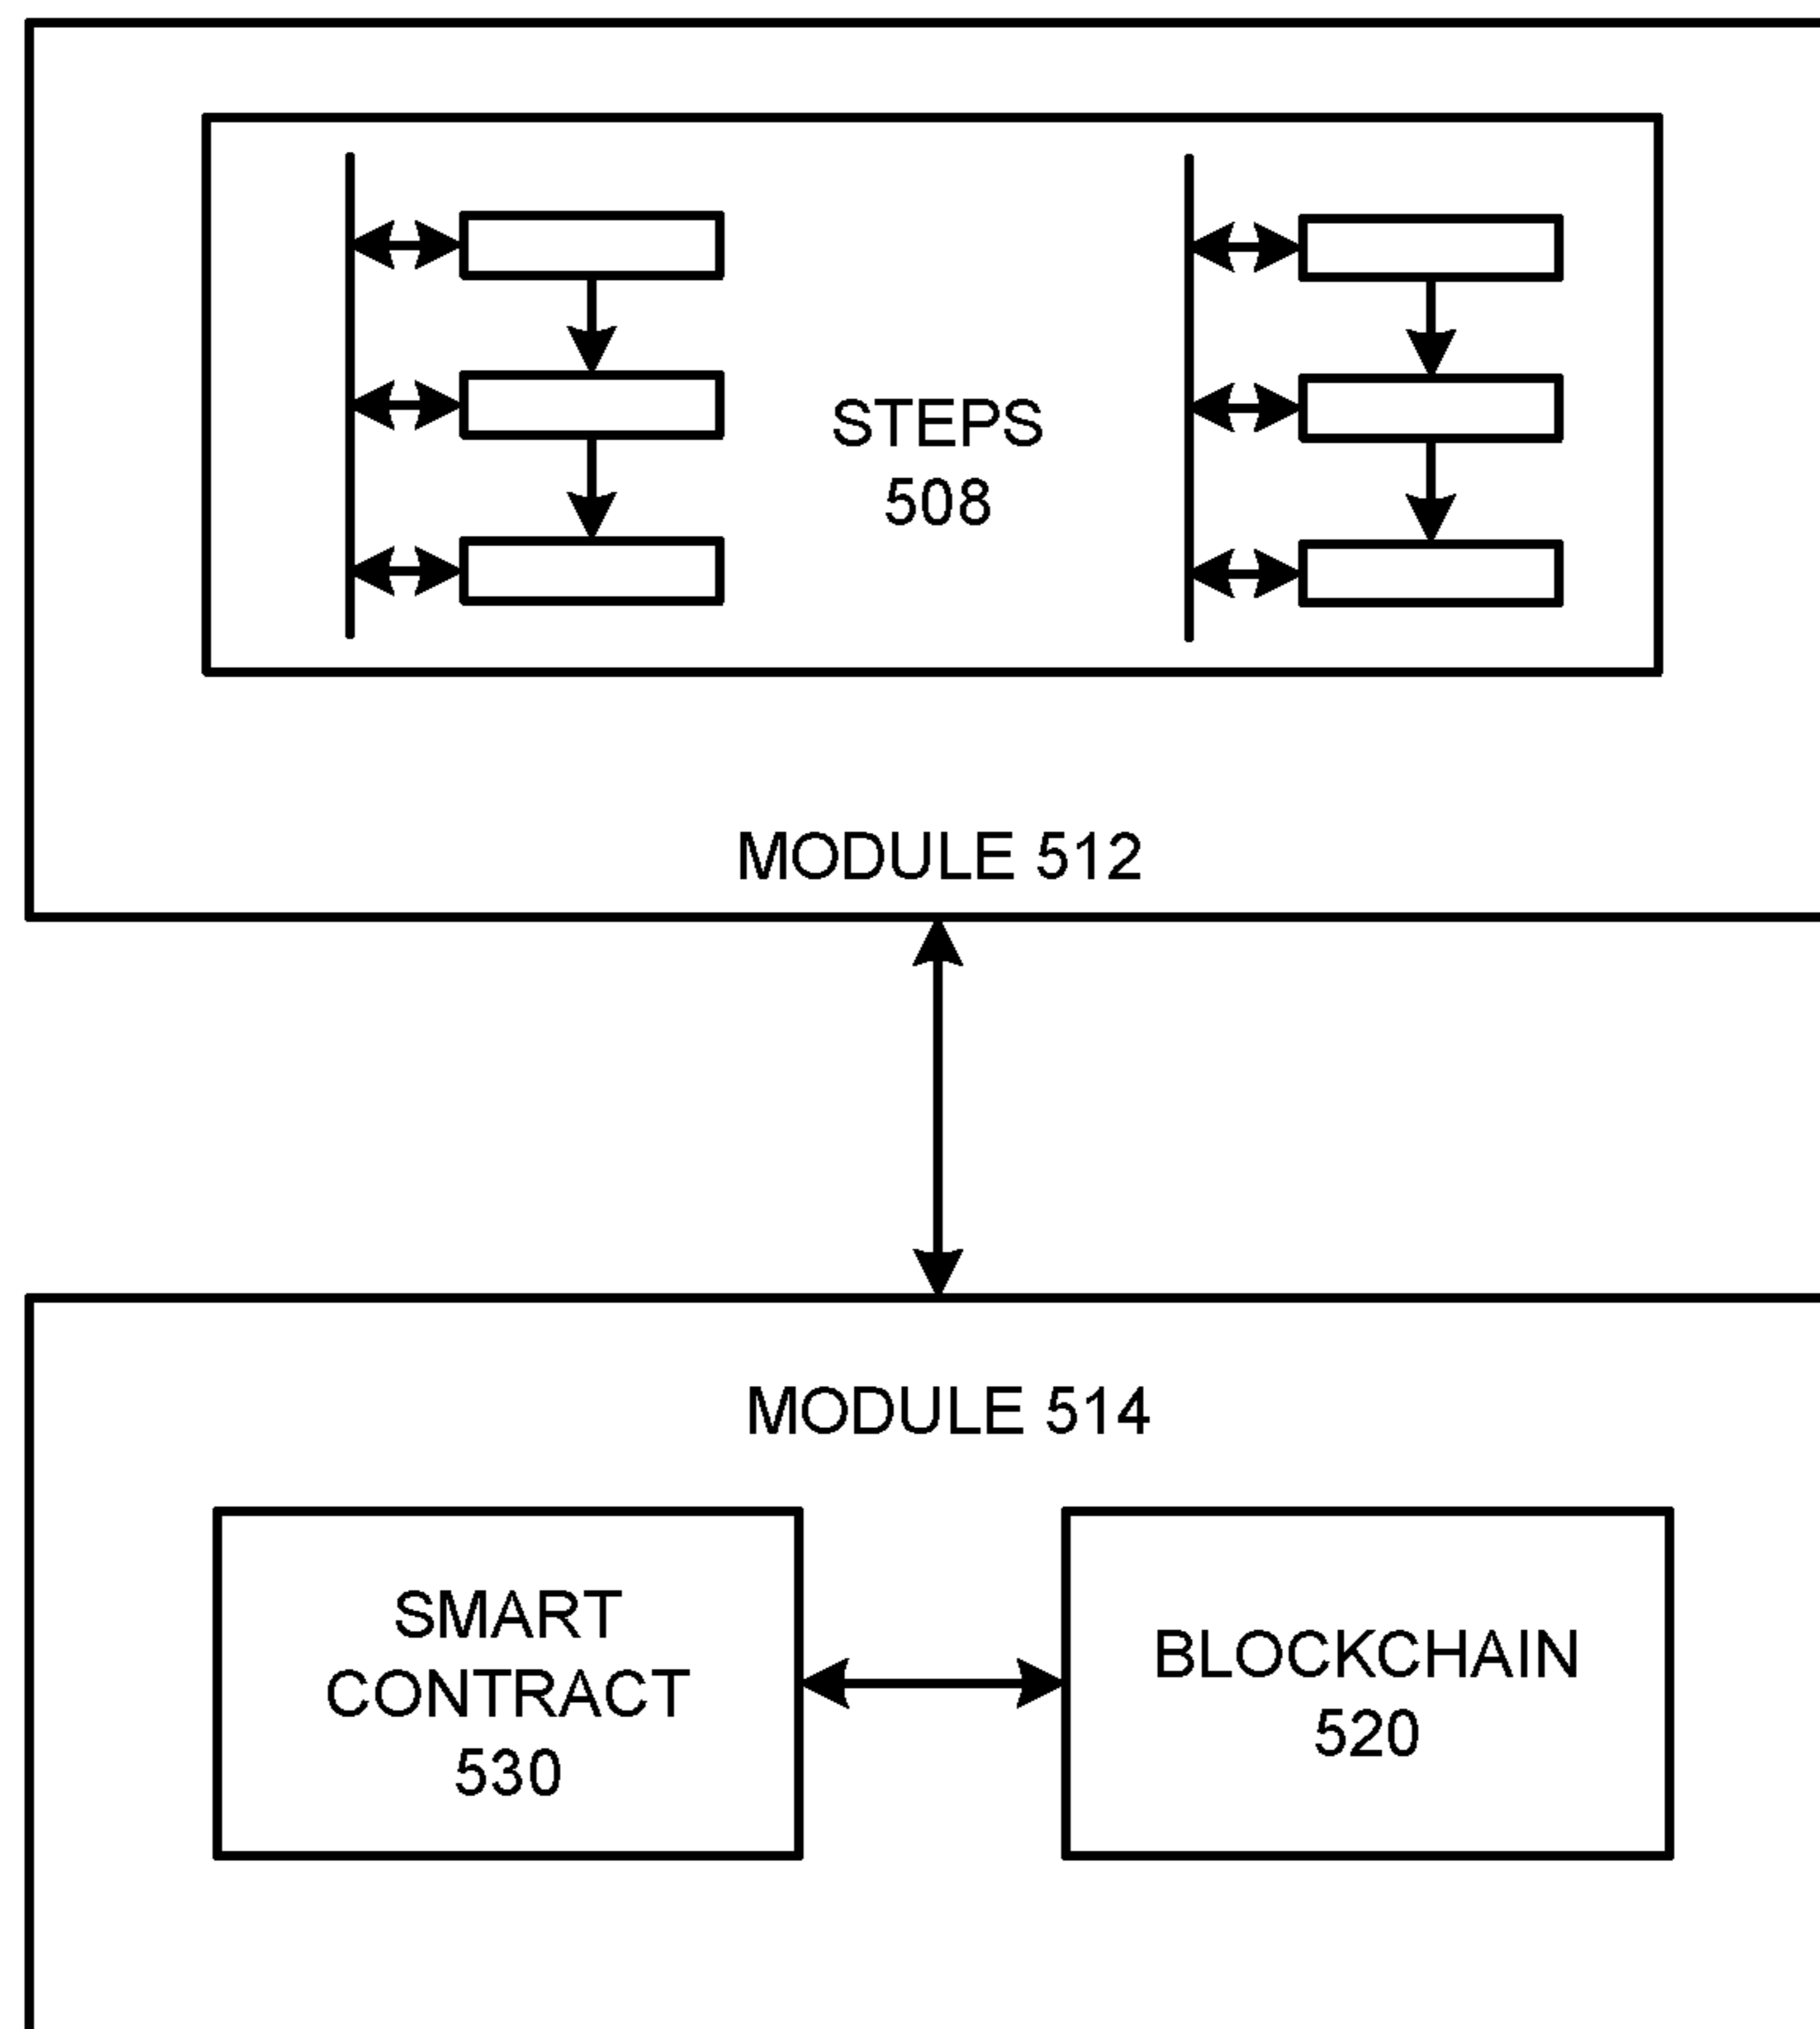 STEPS
508
MODULE 512
MODULE 514
SMART
CONTRACT
530
BLOCKCHAIN
520